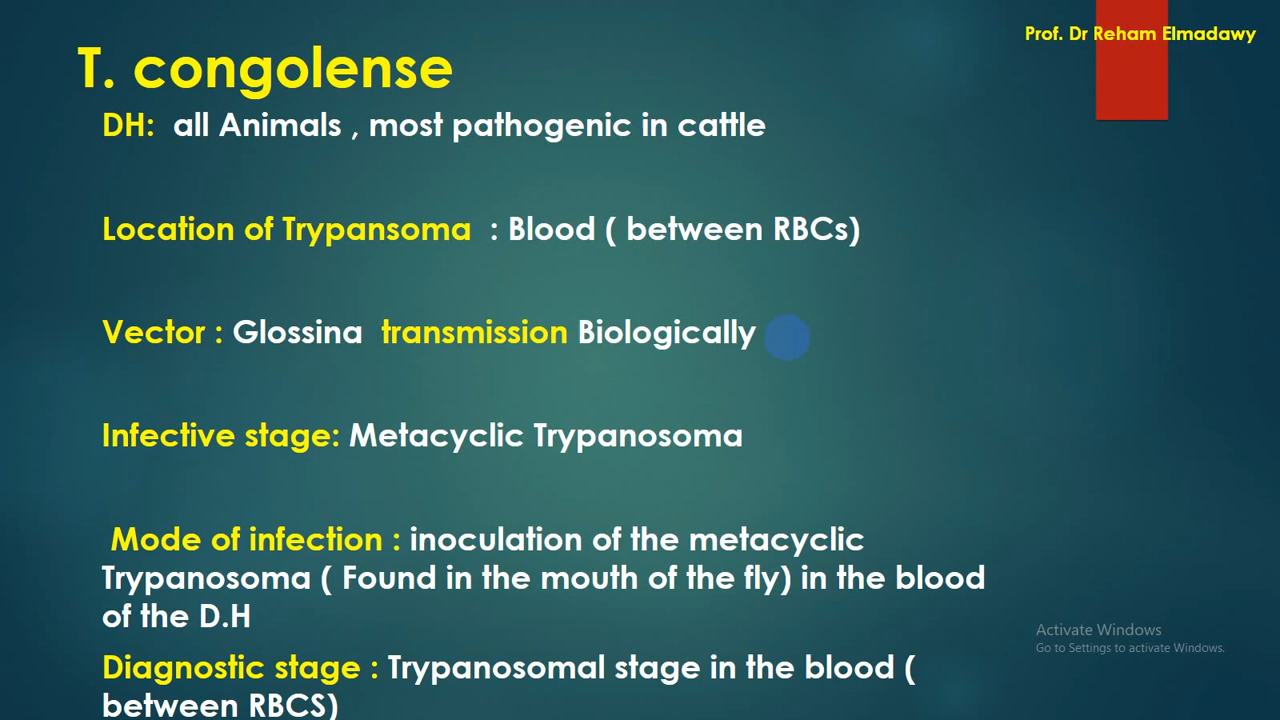 Prof. Dr Reham Elmadawy
T. congolense
DH: all Animals , most pathogenic in cattle
Location of Trypansoma : Blood ( between RBCs)
Vector : Glossina transmission Biologically
Infective stage: Metacyclic Trypanosoma
Mode of infection : inoculation of the metacyclic
Trypanosoma ( Found in the mouth of the fly) in the blood
of the D.H
Diagnostic stage : Trypanosomal stage in the blood (
between RBCS)
Activate Windows
Go to Settings to activate Windows.